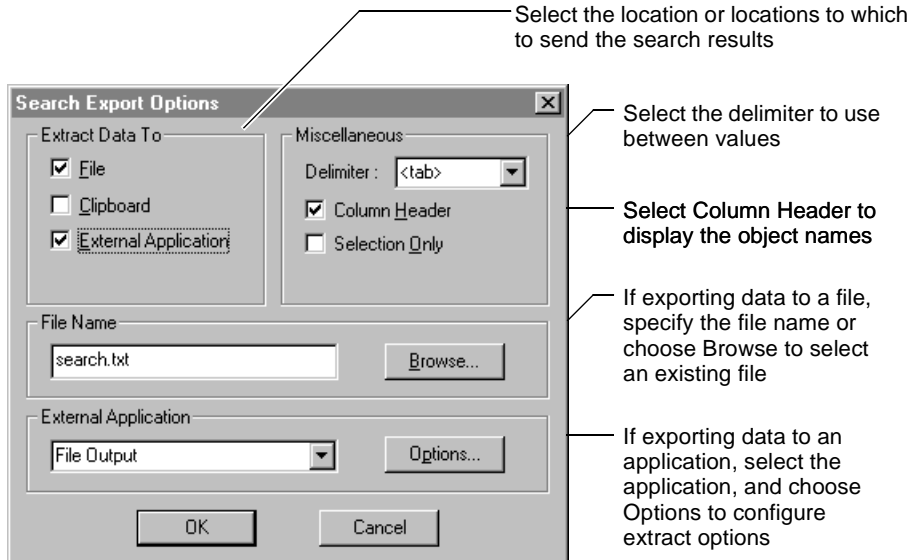 Select the location or locations to which
to send the search results
Search Export Options
Extract Data To
File
Clipboard
External Application
Miscellaneous
Delimiter : <tab>
Column Header
Selection Only
Select the delimiter to use
between values
Select Column Header to
display the object names
File Name
search.txt
Browse...
If exporting data to a file,
specify the file name or
choose Browse to select
an existing file
External Application
File Output
Options...
If exporting data to an
application, select the
application, and choose
Options to configure
extract options
OK
Cancel